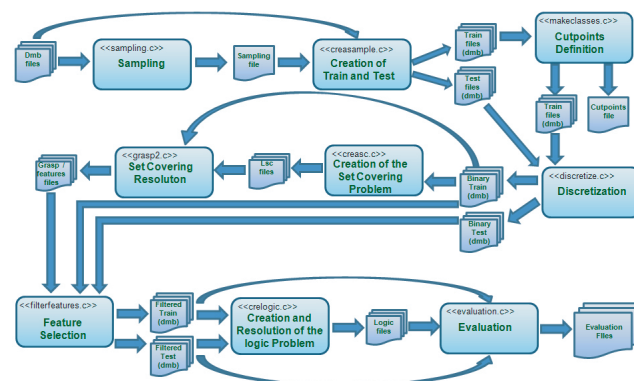 Dmb
files
<<sampling.c>>
Sampling
Sampling
file
<<creasample.c>>
Creation of
Train and Test
Train
files
(dmb)
Test
files
(dmb)
<<makeclasses.c>>
Cutpoints
Definition
Train
files
(dmb)
Cutpoints
file
Grasp /
features
files
<<grasp2.c>>
Set Covering
Resoluton
Lsc
files
<<creasc.c>>
Creation of the
Set Covering
Problem
Binary
Train
(dmb)
Binary
Test
(dmb)
<<discretize.c>>
Discretization
<<filterfeatures.c>>
Feature
Selection
Filtered
Train
(dmb)
Filtered
Test
(dmb)
<<crelogic.c>>
Creation and
Resolution of the
logic Problem
Logic
files
<<evaluation.c>>
Evaluation
Evaluation
Files